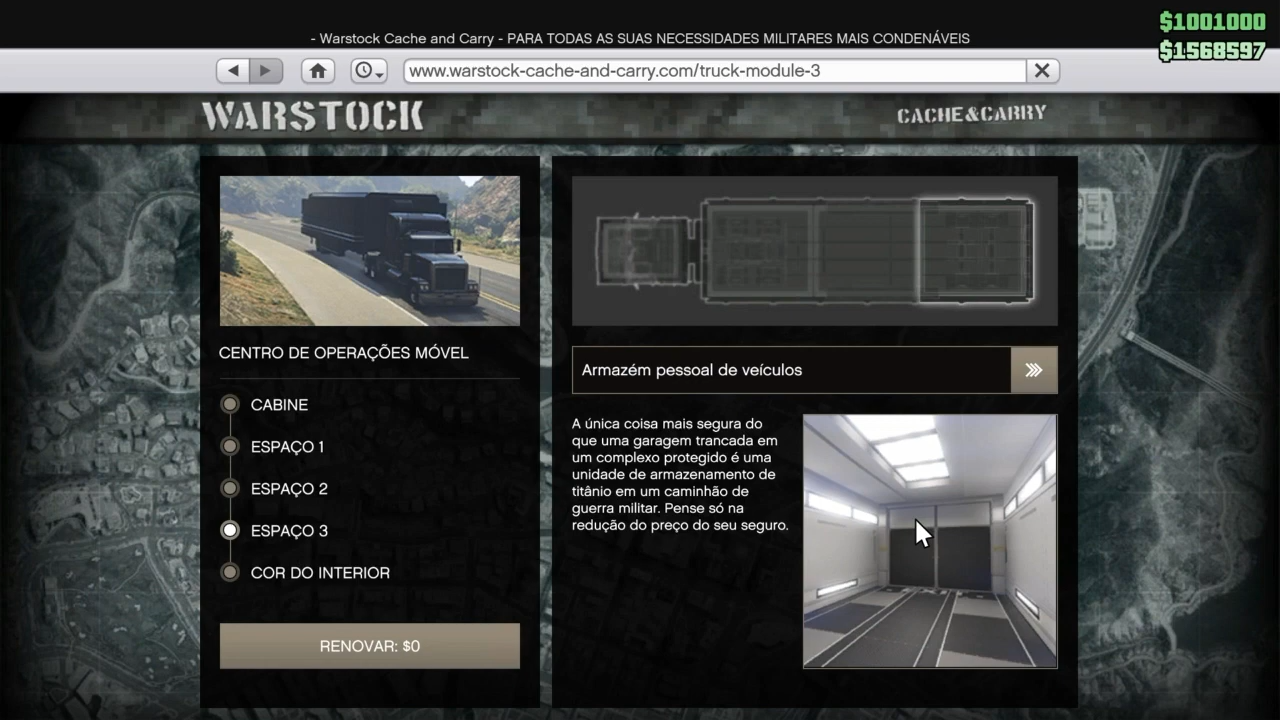 $1001000
- Warstock Cache and Carry - PARA TODAS AS SUAS NECESSIDADES MILITARES MAIS CONDENÁVEIS
$1568597
www.warstock-cache-and-carry.com/truck-module-3
WARSTOCK
CACHE&CARRY
CENTRO DE OPERAÇÕES MÓVEL
CABINE
ESPAÇO 1
ESPAÇO 2
ESPAÇO 3
COR DO INTERIOR
RENOVAR: $0
Armazém pessoal de veículos
A única coisa mais segura do
que uma garagem trancada em
um complexo protegido é uma
unidade de armazenamento de
titânio em um caminhão de
guerra militar. Pense só na
redução do preço do seu seguro.